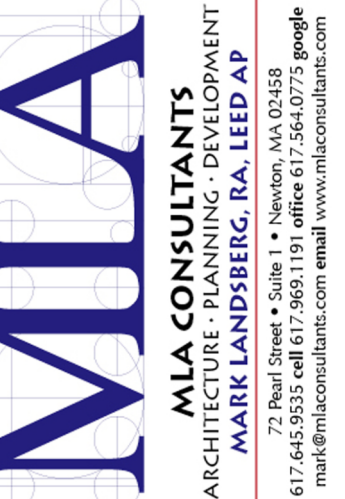 MLA
MLA CONSULTANTS
ARCHITECTURE · PLANNING · DEVELOPMENT
MARK LANDSBERG, RA, LEED AP
72 Pearl Street • Suite 1 • Newton, MA 02458
617.645.9535 cell 617.969.1191 office 617.564.0775 google
mark@mlaconsultants.com email www.mlaconsultants.com